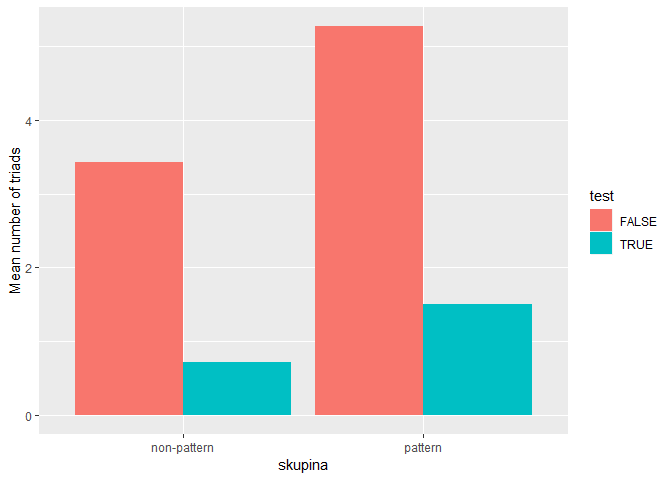 Mean number of triads
4
2
0
non-pattern
pattern
skupina
test
FALSE
TRUE